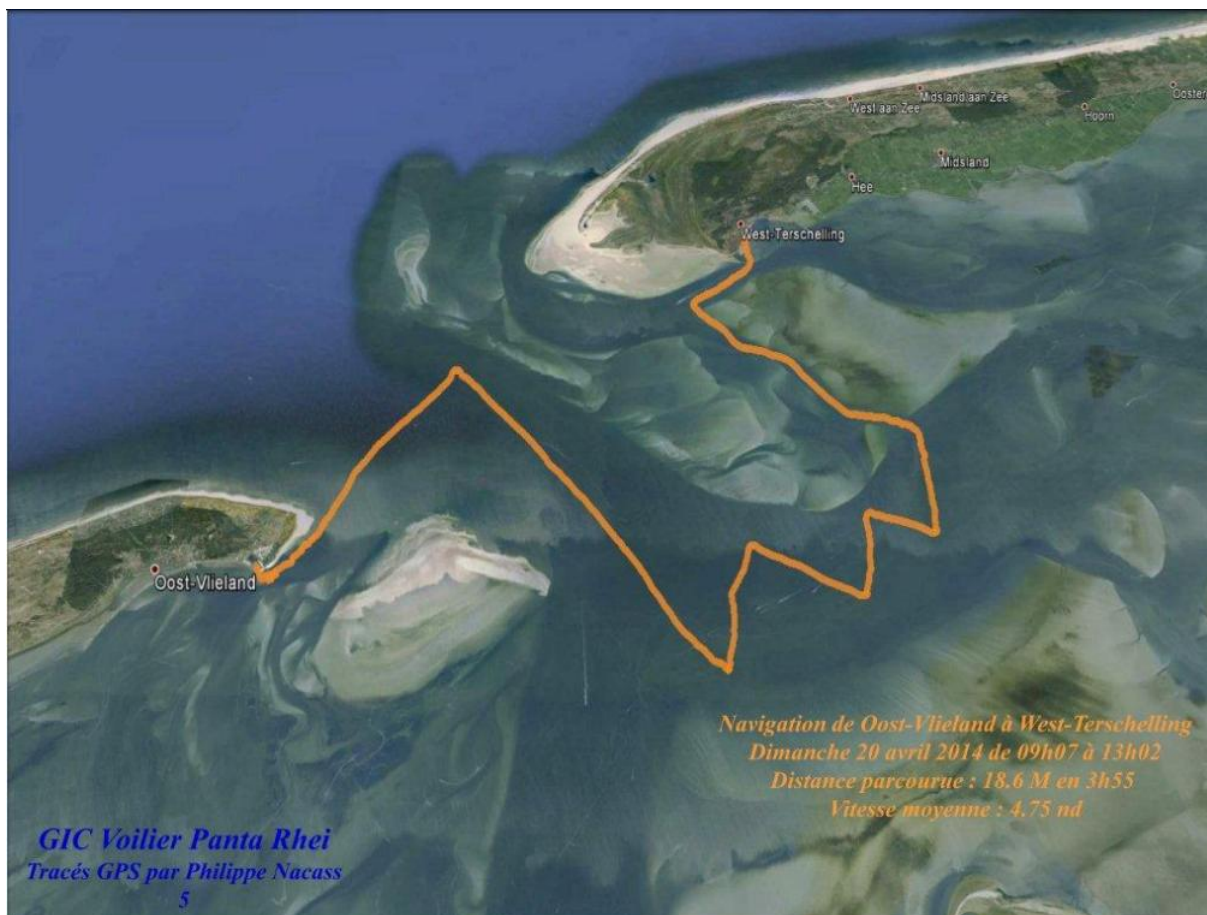 Midsland aan Zee
West aan Zee
Ooster
Hoorn
Midsland
Hee
West-Terschelling
Oost-Vlieland
Navigation de Oost-Vlieland à West-Terschelling
Dimanche 20 avril 2014 de 09h07 à 13h02
Distance parcourue : 18.6 M en 3h55
Vitesse moyenne : 4.75 nd
GIC Voilier Panta Rhei
Tracés GPS par Philippe Nacass
5